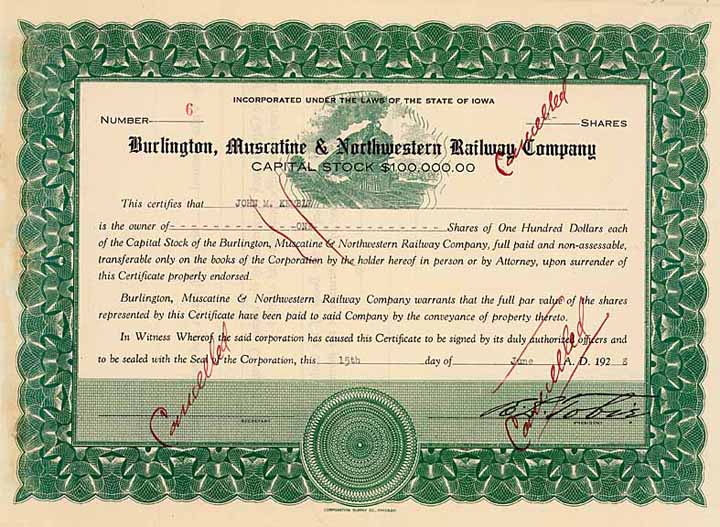 INCORPORATED UNDER THE LAWS OF THE STATE OF IOWA
NUMBER 6 SHARES
Cancelled
Burlington, Muscatine & Northwestern Railway Company
CAPITAL STOCK $100,000.00
This certifies that JOHN M.
is the owner of - - - - - - - - - - -ONE- - - - - - - - - - - - - - Shares of One Hundred Dollars each
of the Capital Stock of the Burlington, Muscatine & Northwestern Railway Company, full paid and non-assessable,
transferable only on the books of the Corporation by the holder hereof in person or by Attorney, upon surrender of
this Certificate properly endorsed.
Burlington, Muscatine & Northwestern Railway Company warrants that the full par value of the shares
represented by this Certificate have been paid to said Company by the conveyance of property thereto.
In Witness Whereof the said corporation has caused this Certificate to be signed by its duly authorized officers and
to be sealed with the Seal of the Corporation, this 15th day of June A. D. 1928
Cancelled
Cancelled
SECRETARY
PRESIDENT
CORPORATION SUPPLY CO., CHICAGO